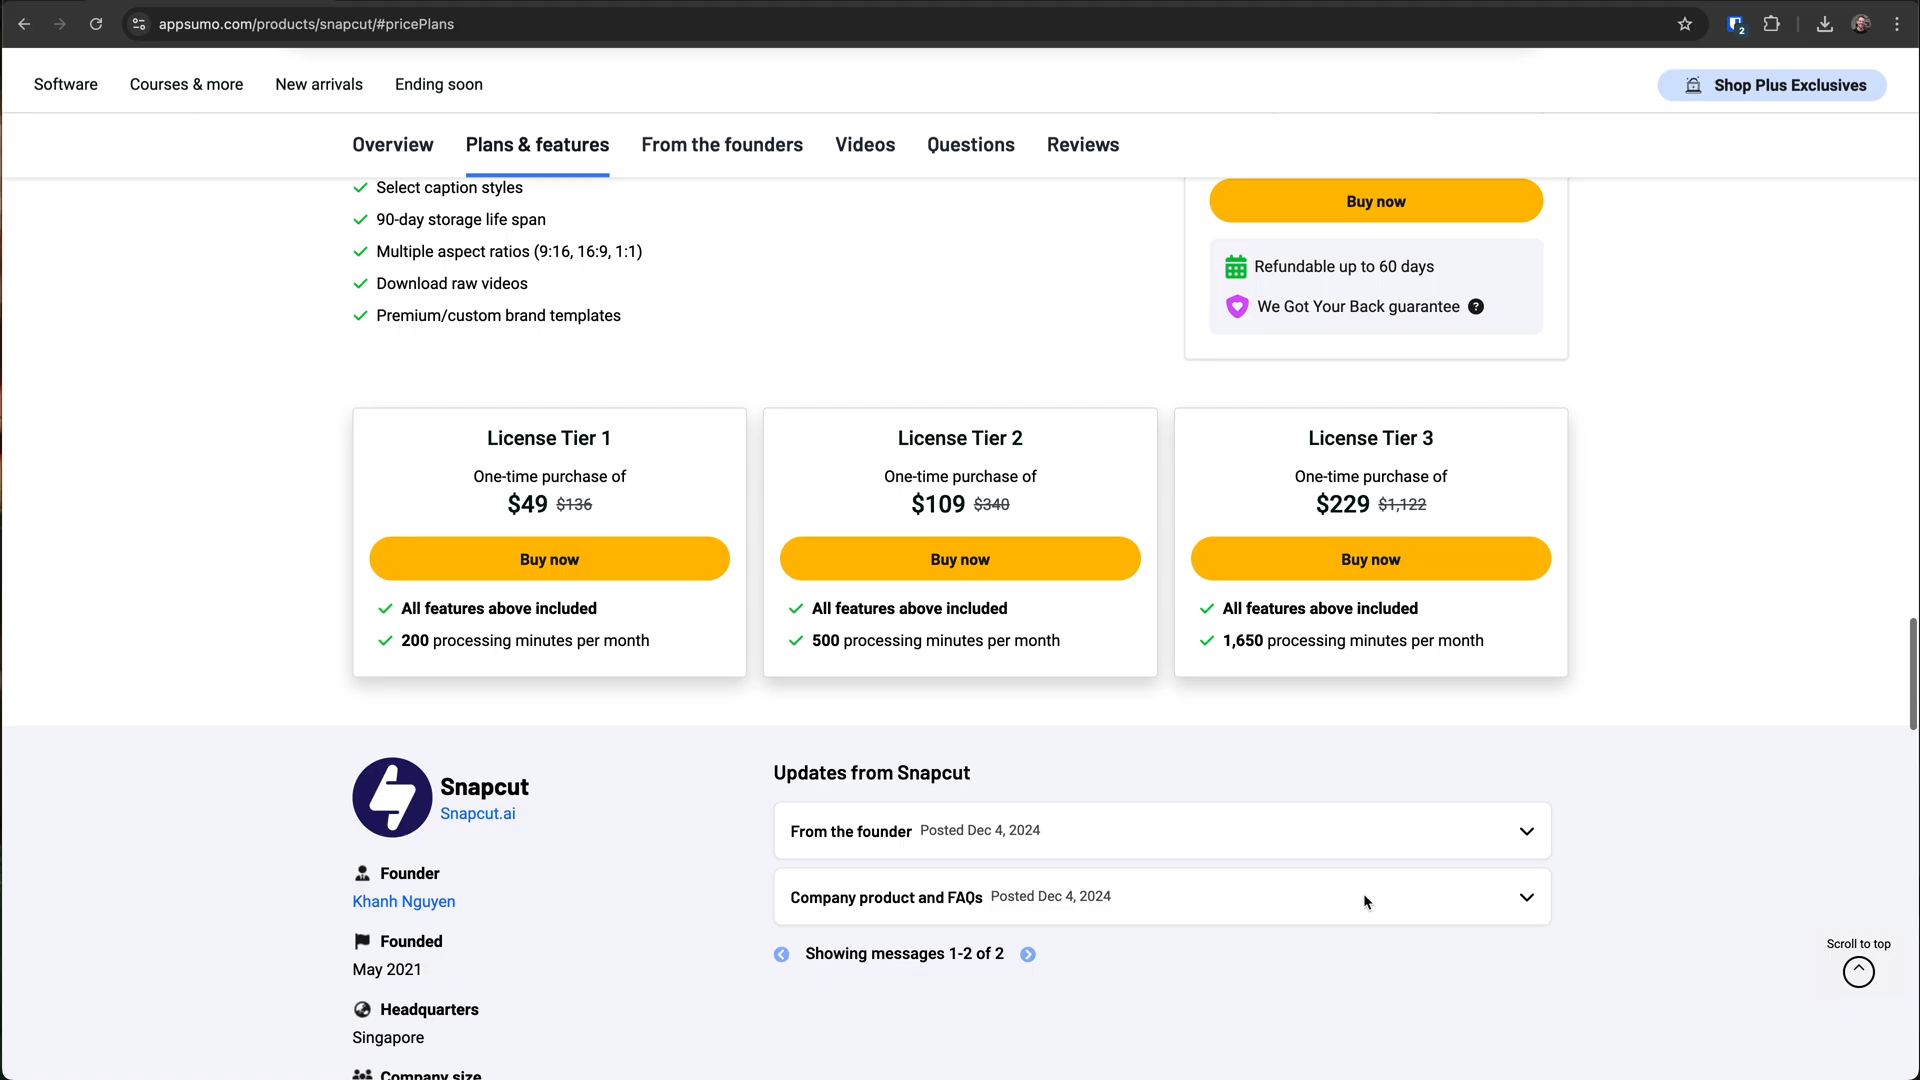 appsumo.com/products/snapcut/#pricePlans
2
Software
Courses & more
New arrivals
Ending soon
Shop Plus Exclusives
Overview
Plans & features
From the founders
Videos
Questions
Reviews
Select caption styles
90-day storage life span
Multiple aspect ratios (9:16, 16:9, 1:1)
Download raw videos
Premium/custom brand templates
Buy now
Refundable up to 60 days
We Got Your Back guarantee ?
License Tier 1
One-time purchase of
$49 $136
Buy now
All features above included
200 processing minutes per month
License Tier 2
One-time purchase of
$109 $340
Buy now
All features above included
500 processing minutes per month
License Tier 3
One-time purchase of
$229 $1,122
Buy now
All features above included
1,650 processing minutes per month
Snapcut
Snapcut.ai
Founder
Khanh Nguyen
Founded
May 2021
Headquarters
Singapore
Company size
Updates from Snapcut
From the founder Posted Dec 4, 2024
Company product and FAQs Posted Dec 4, 2024
Showing messages 1-2 of 2
Scroll to top